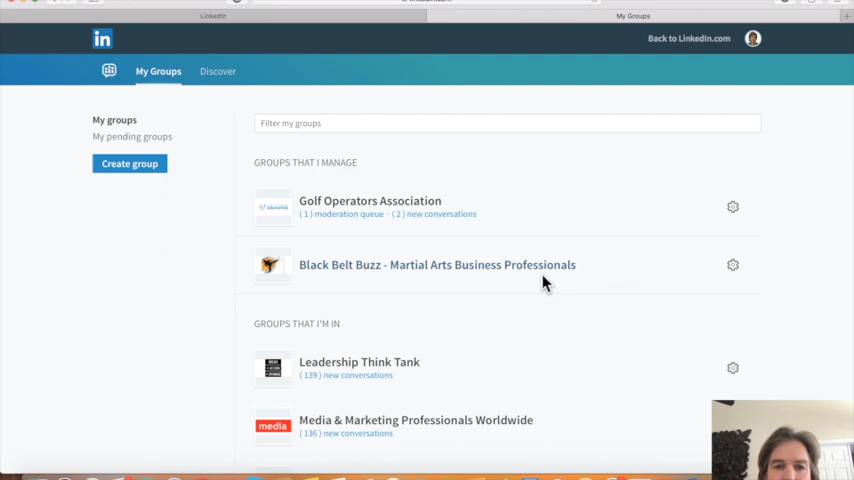 LinkedIn
My Groups
in
Back to LinkedIn.com
My Groups
Discover
My groups
My pending groups
Create group
Filter my groups
GROUPS THAT I MANAGE
Golf Operators Association
( 1 ) moderation queue · ( 2 ) new conversations
Black Belt Buzz - Martial Arts Business Professionals
GROUPS THAT I'M IN
Leadership Think Tank
( 139 ) new conversations
media
Media & Marketing Professionals Worldwide
( 136 ) new conversations